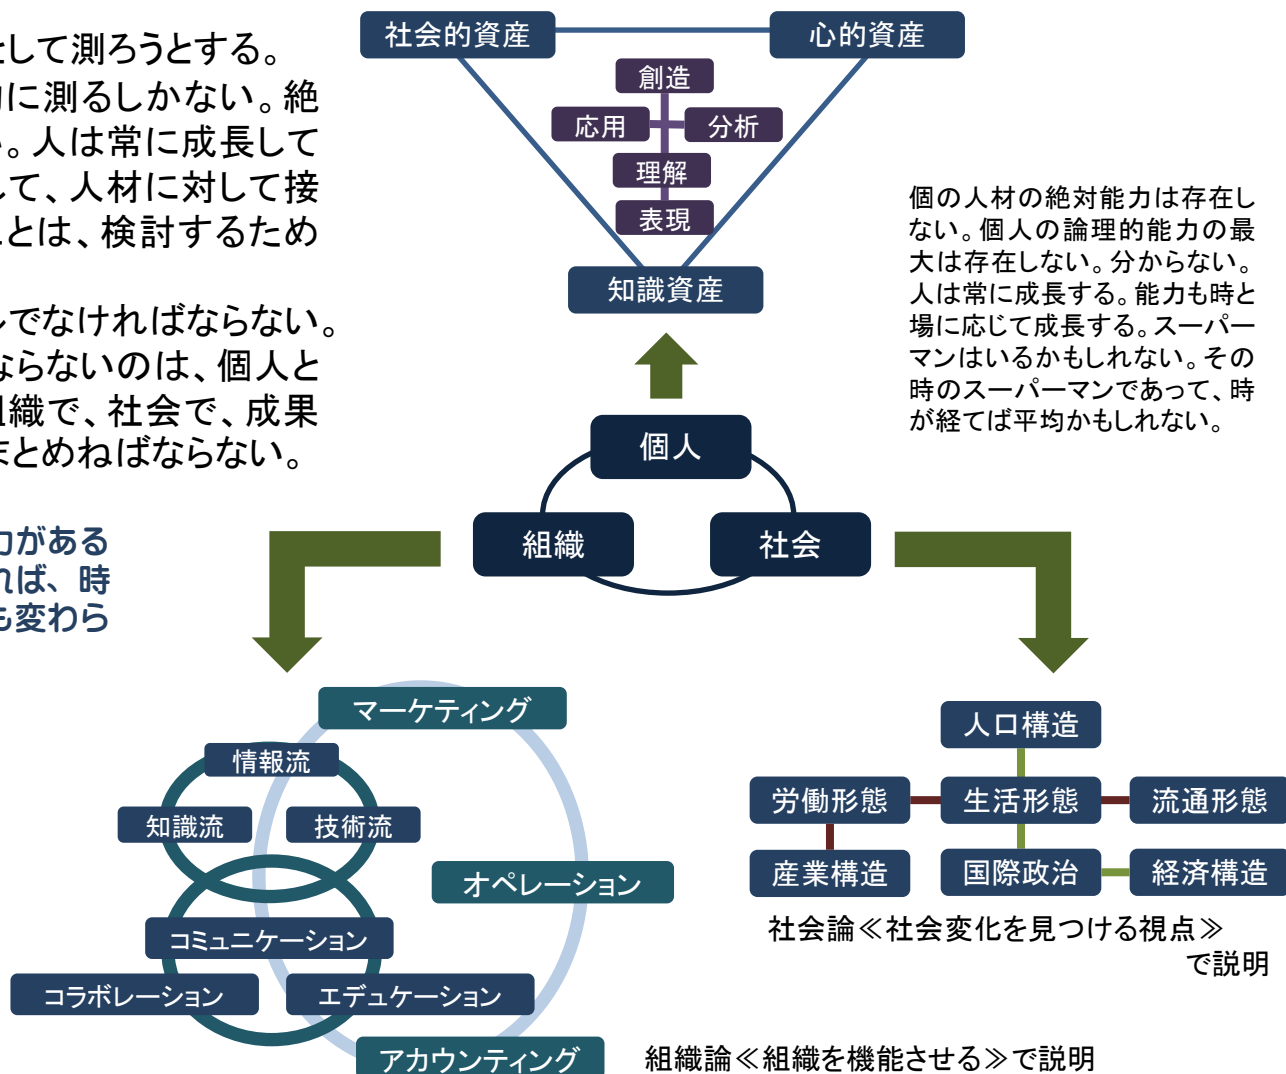 社会的資産
心的資産
創造
応用
分析
理解
表現
知識資産
して測ろうとする。
に測るしかない。絶
。人は常に成長して
して、人材に対して接
とは、検討するため
でなければならない。
ならないのは、個人と
織で、社会で、成果
まとめねばならない。
個の人材の絶対能力は存在し
ない。個人の論理的能力の最
大は存在しない。分からない。
人は常に成長する。能力も時と
場に応じて成長する。スーパー
マンはいるかもしれない。その
時のスーパーマンであって、時
が経てば平均かもしれない。
個人
組織
社会
力がある
れば、時
も変わら
マーケティング
情報流
知識流
技術流
オペレーション
コミュニケーション
コラボレーション
エデュケーション
アカウンティング
人口構造
労働形態
生活形態
流通形態
産業構造
国際政治
経済構造
社会論≪社会変化を見つける視点≫
で説明
組織論≪組織を機能させる≫で説明